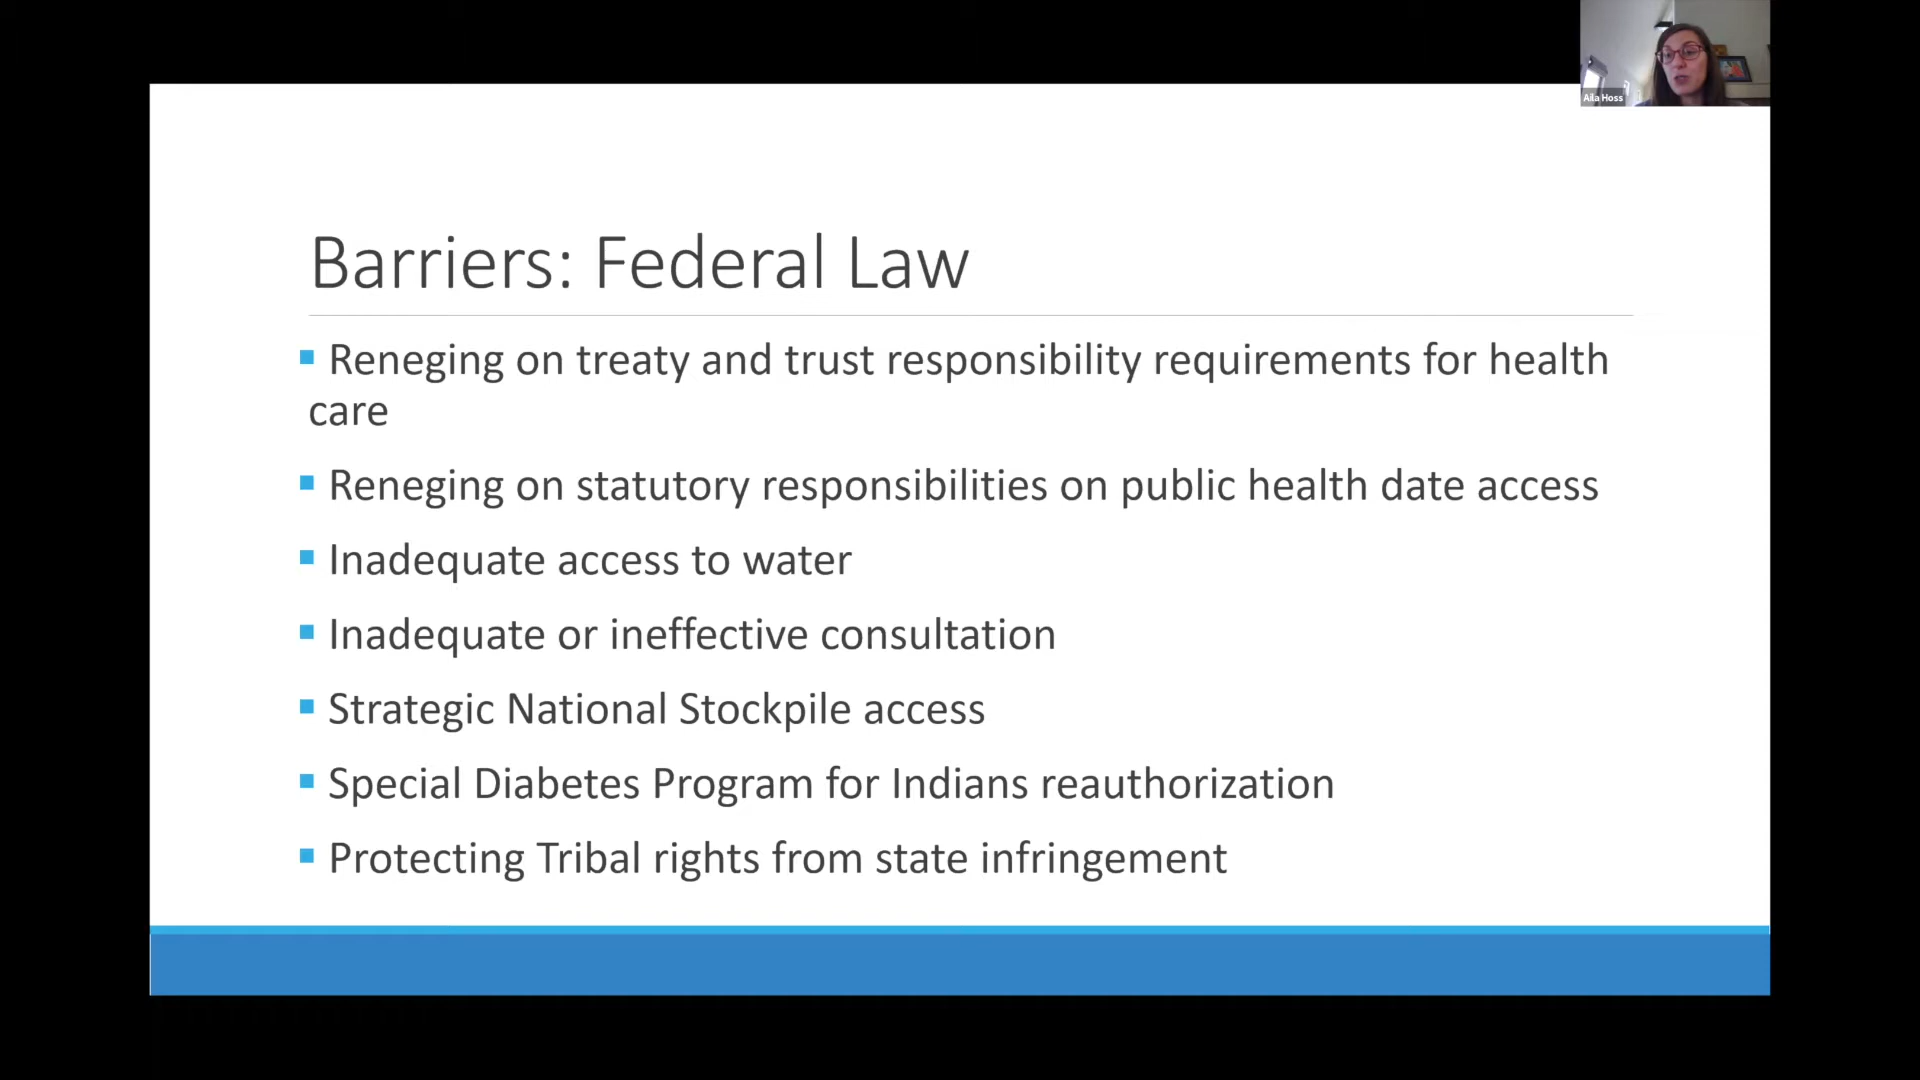 Aila Hoss
Barriers: Federal Law
▪ Reneging on treaty and trust responsibility requirements for health
care
▪ Reneging on statutory responsibilities on public health date access
▪ Inadequate access to water
▪ Inadequate or ineffective consultation
▪ Strategic National Stockpile access
▪ Special Diabetes Program for Indians reauthorization
▪ Protecting Tribal rights from state infringement